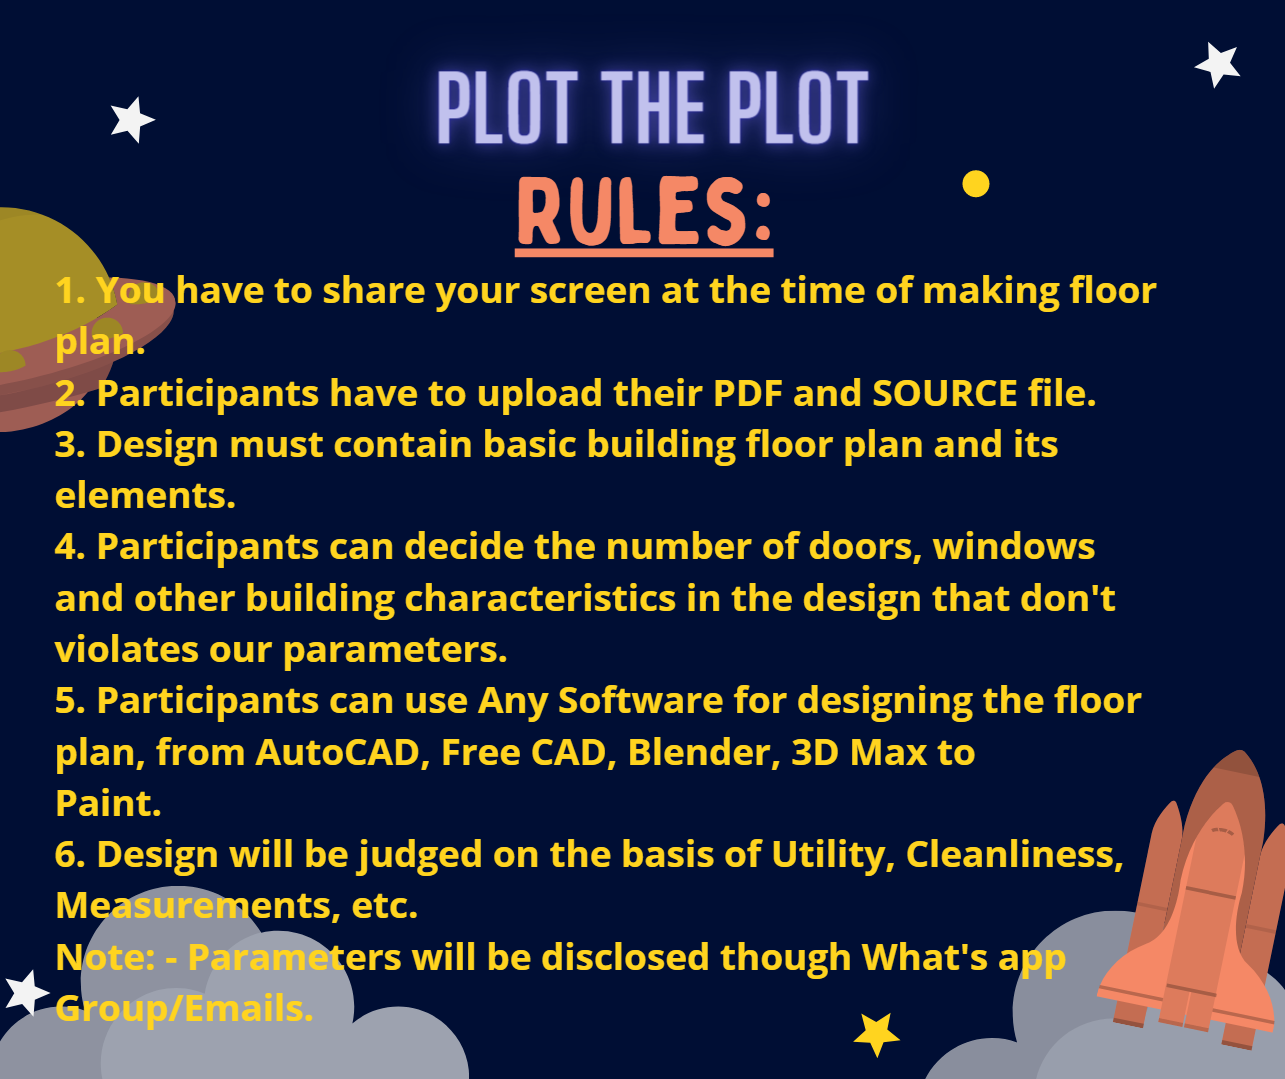 PLOT THE PLOT
RULES:
1. You have to share your screen at the time of making floor
plan.
2. Participants have to upload their PDF and SOURCE file.
3. Design must contain basic building floor plan and its
elements.
4. Participants can decide the number of doors, windows
and other building characteristics in the design that don't
violates our parameters.
5. Participants can use Any Software for designing the floor
plan, from AutoCAD, Free CAD, Blender, 3D Max to
Paint.
6. Design will be judged on the basis of Utility, Cleanliness,
Measurements, etc.
Note: - Parameters will be disclosed though What's app
Group/Emails.